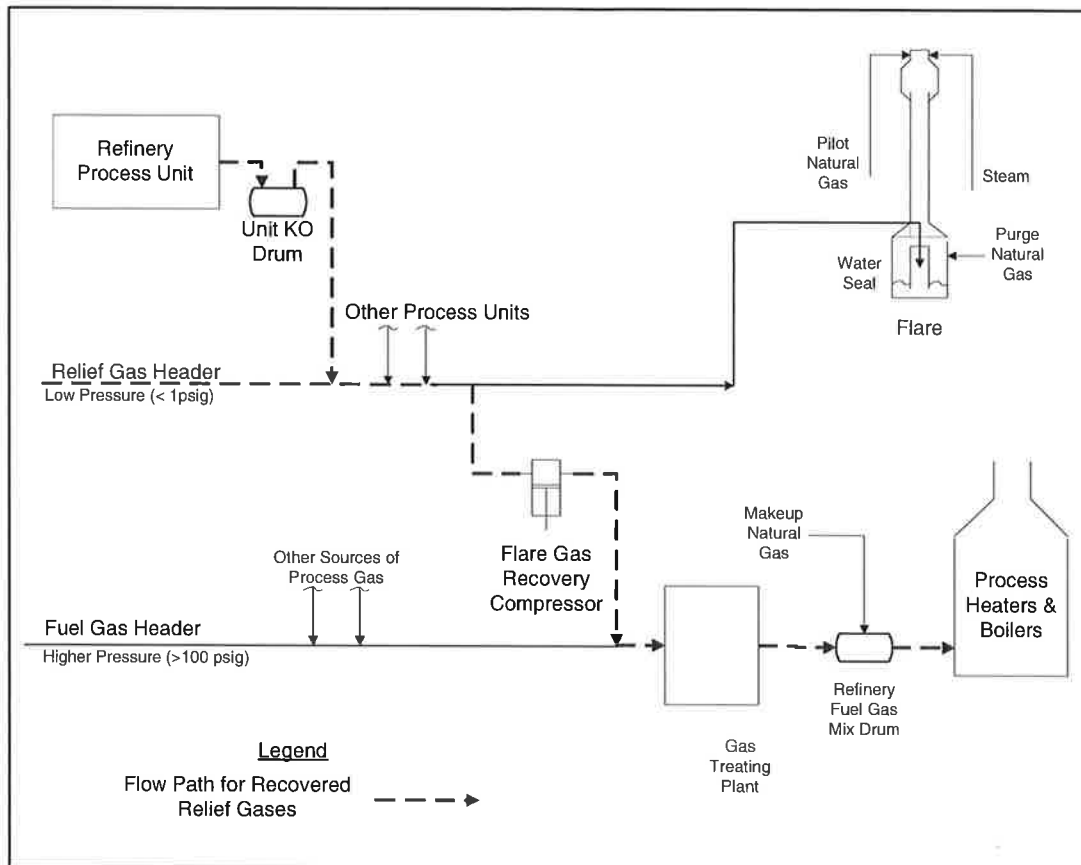 Refinery
Process Unit
Unit KO
Drum
Pilot
Natural
Gas
Steam
Water
Seal
Purge
Natural
Gas
Flare
Other Process Units
Relief Gas Header
Low Pressure (< 1psig)
Flare Gas
Recovery
Compressor
Other Sources of
Process Gas
Fuel Gas Header
Higher Pressure (>100 psig)
Makeup
Natural
Gas
Process
Heaters &
Boilers
Refinery
Fuel Gas
Mix Drum
Gas
Treating
Plant
Legend
Flow Path for Recovered
Relief Gases